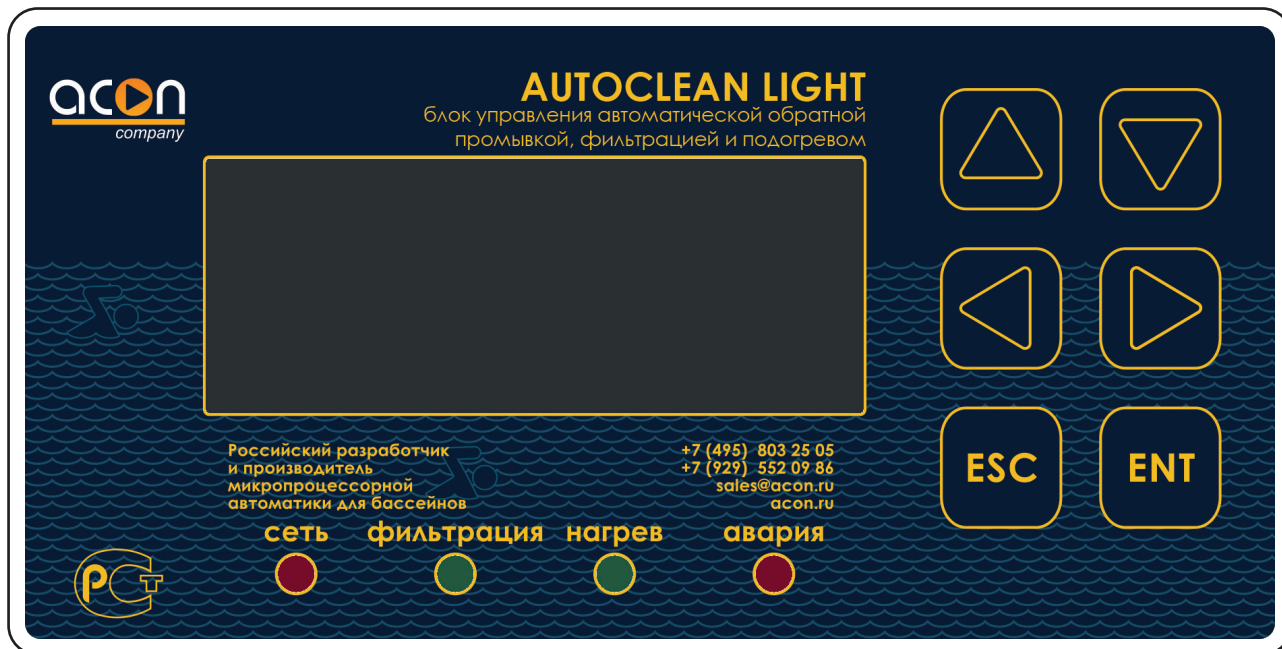 acon
company
AUTOCLEAN LIGHT
блок управления автоматической обратной
промывкой, фильтрацией и подогревом
Российский разработчик
и производитель
микропроцессорной
автоматики для бассейнов
+7 (495) 803 25 05
+7 (929) 552 09 86
sales@acon.ru
acon.ru
сеть фильтрация нагрев авария
РСТ
ESC ENT